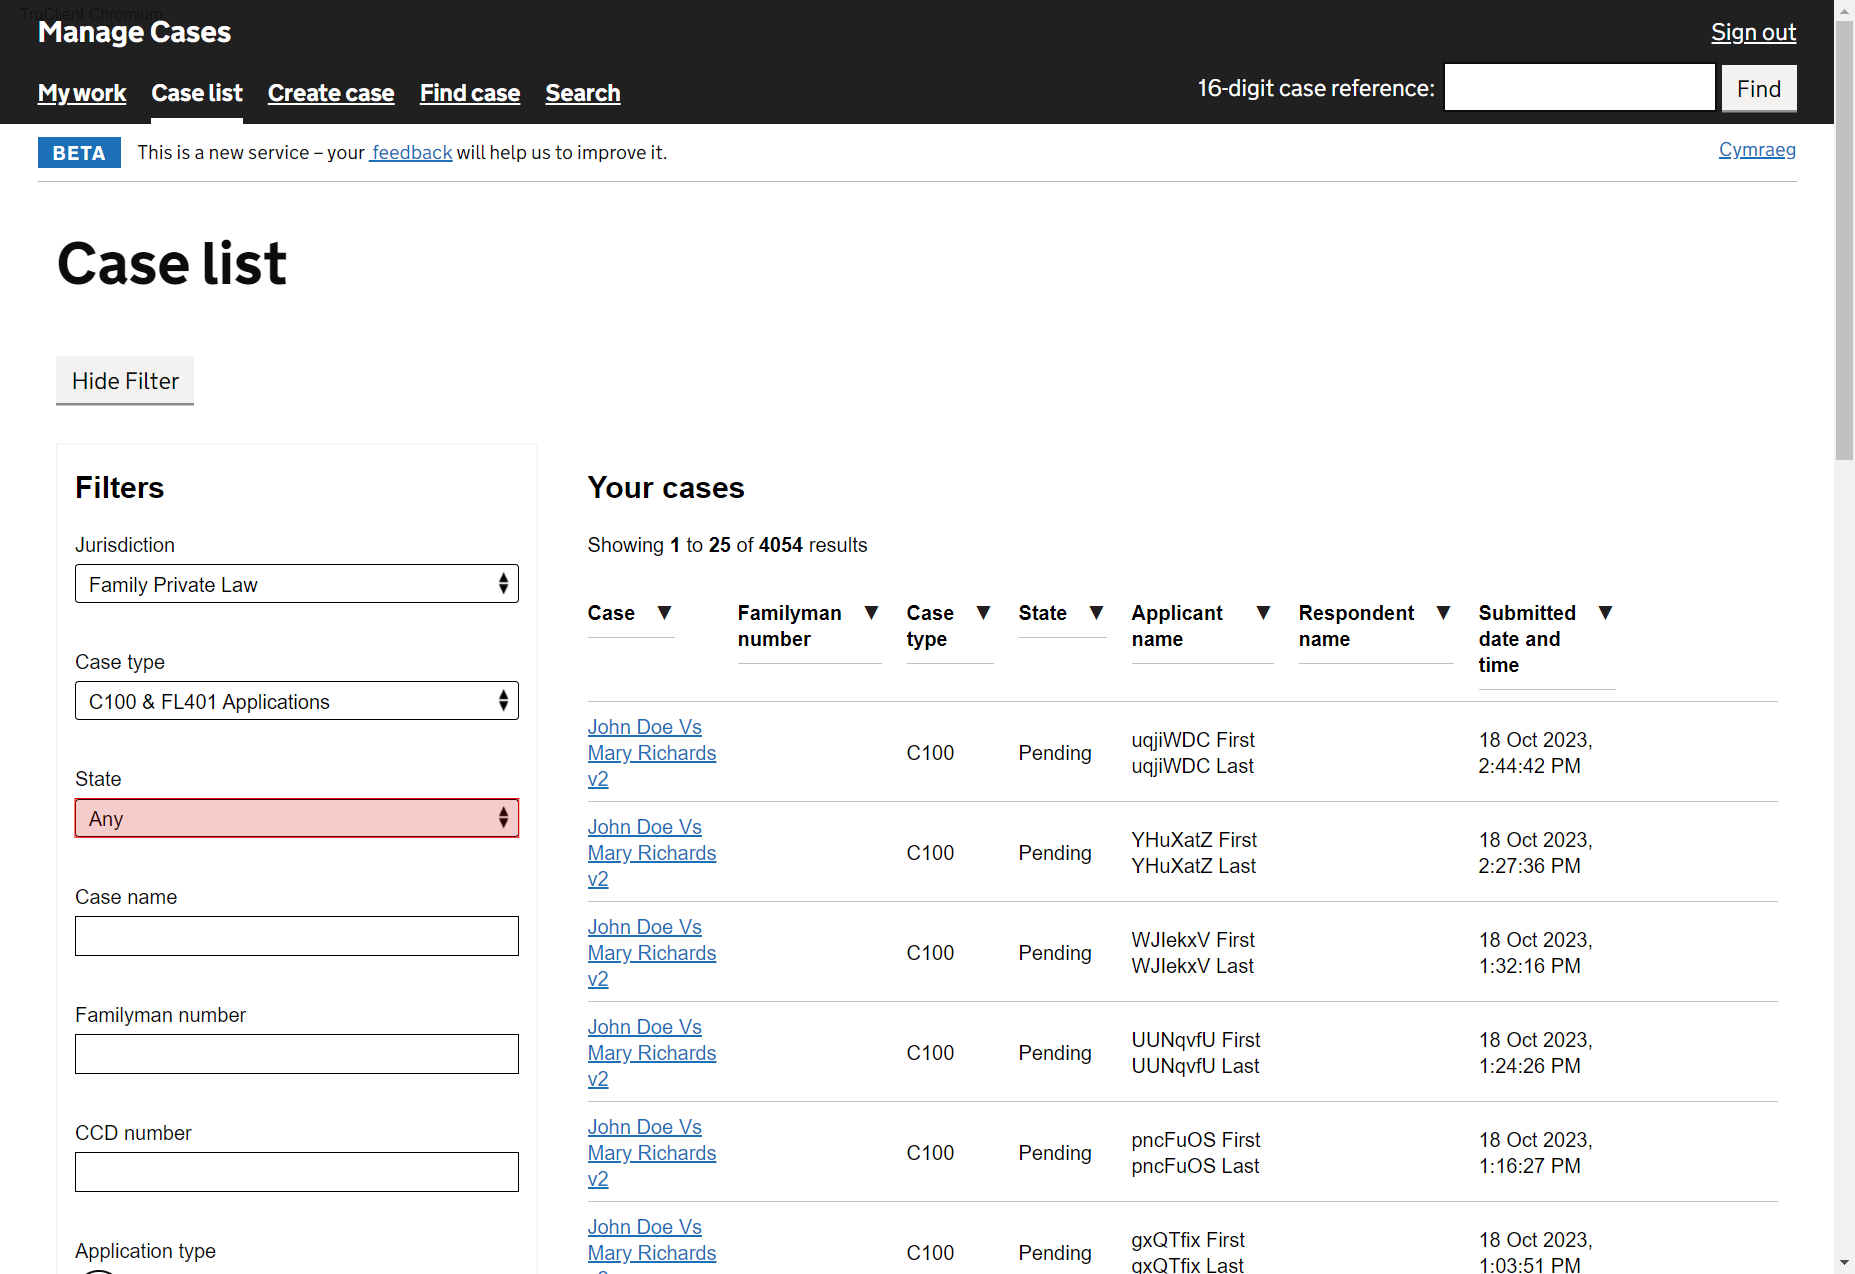 TruClient Chromium
Manage Cases
Sign out
My work Case list Create case Find case Search
16-digit case reference: Find
BETA This is a new service – your feedback will help us to improve it.
Cymraeg
Case list
Hide Filter
Filters
Jurisdiction
Family Private Law
Case type
C100 & FL401 Applications
State
Any
Case name
Familyman number
CCD number
Application type
Your cases
Showing 1 to 25 of 4054 results
Case ▼ Familyman number ▼ Case type ▼ State ▼ Applicant name ▼ Respondent name ▼ Submitted date and time ▼
John Doe Vs
Mary Richards
v2
C100
Pending
uqjiWDC First
uqjiWDC Last
18 Oct 2023,
2:44:42 PM
John Doe Vs
Mary Richards
v2
C100
Pending
YHuXatZ First
YHuXatZ Last
18 Oct 2023,
2:27:36 PM
John Doe Vs
Mary Richards
v2
C100
Pending
WJIekxV First
WJIekxV Last
18 Oct 2023,
1:32:16 PM
John Doe Vs
Mary Richards
v2
C100
Pending
UUNqvfU First
UUNqvfU Last
18 Oct 2023,
1:24:26 PM
John Doe Vs
Mary Richards
v2
C100
Pending
pncFuOS First
pncFuOS Last
18 Oct 2023,
1:16:27 PM
John Doe Vs
Mary Richards
C100
Pending
gxQTfix First
gxQTfix Last
18 Oct 2023,
1:03:51 PM